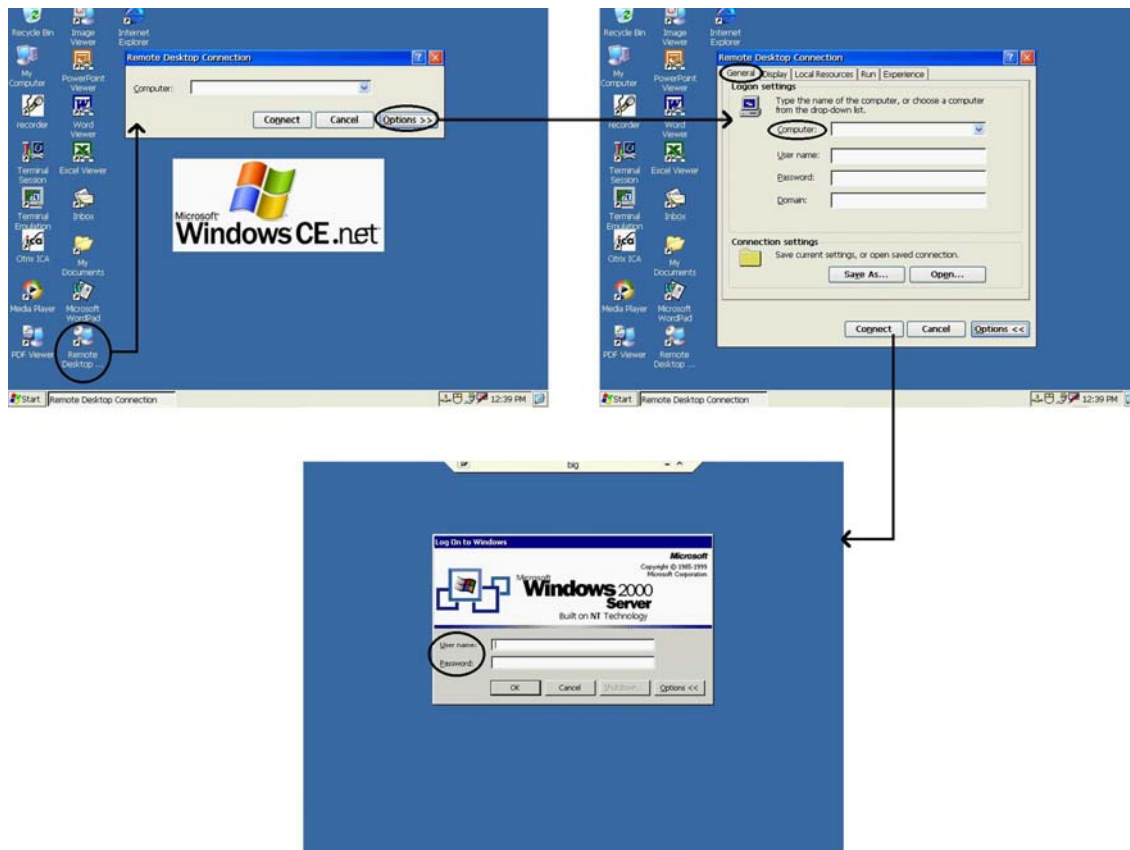 Recycle Bin
Image Viewer
Internet Explorer
My Computer
PowerPoint Viewer
recorder
Word Viewer
Terminal Session
Excel Viewer
Terminal Emulation
Inbox
Citrix ICA
My Documents
Media Player
Microsoft WordPad
PDF Viewer
Remote Desktop ...
Remote Desktop Connection
Computer:
Connect
Cancel
Options >>
Microsoft
Windows CE .net
Start
Remote Desktop Connection
12:39 PM
Recycle Bin
Image Viewer
Internet Explorer
My Computer
PowerPoint Viewer
recorder
Word Viewer
Terminal Session
Excel Viewer
Terminal Emulation
Inbox
Citrix ICA
My Documents
Media Player
Microsoft WordPad
PDF Viewer
Remote Desktop ...
Remote Desktop Connection
General Display Local Resources Run Experience
Logon settings
Type the name of the computer, or choose a computer
from the drop-down list.
Computer:
User name:
Password:
Domain:
Connection settings
Save current settings, or open saved connection.
Save As... Open...
Connect Cancel Options <<
Start
Remote Desktop Connection
12:39 PM
big
Log On to Windows
Microsoft
Copyright © 1985-1999
Microsoft Corporation
Microsoft
Windows 2000
Server
Built on NT Technology
User name:
Password:
OK Cancel Shutdown... Options <<